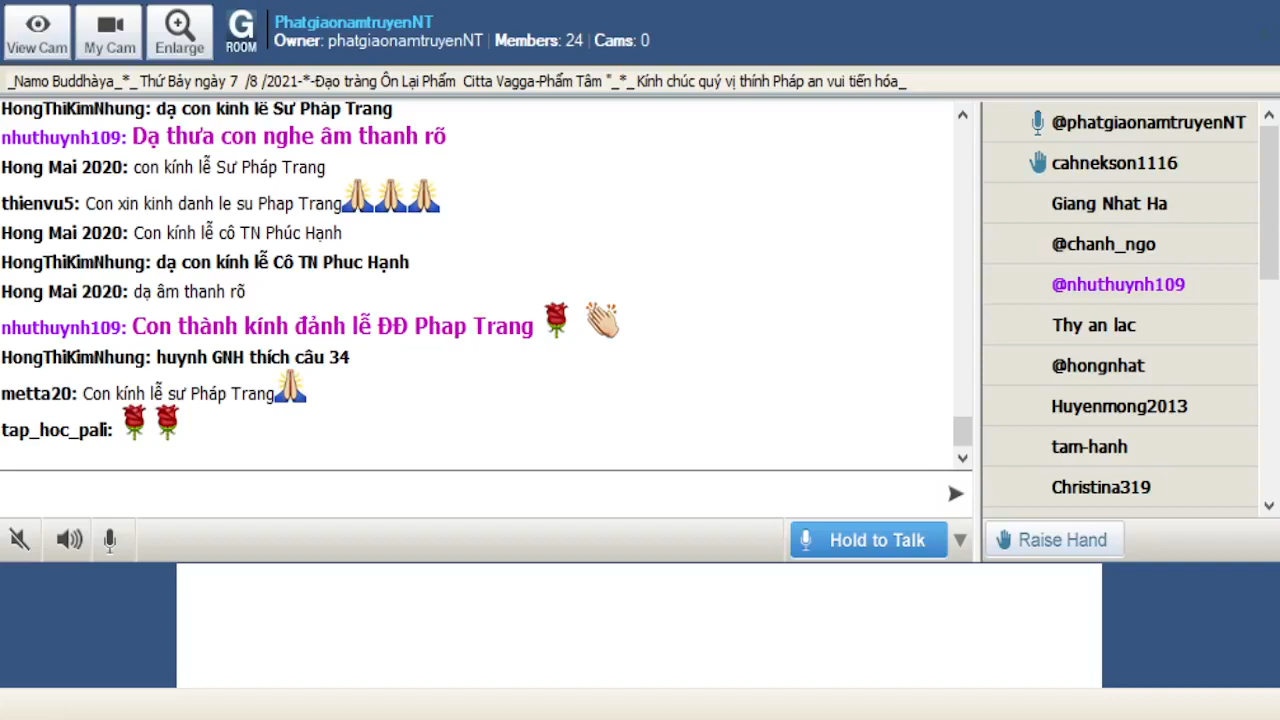 View Cam
My Cam
Enlarge
G
ROOM
PhatgiaonamtruyenNT
Owner: phatgiaonamtruyenNT | Members: 24 | Cams: 0
_Namo Buddhàya_*_ Thứ Bảy ngày 7 /8 /2021-*-Đạo tràng Ôn Lại Phẩm Citta Vagga-Phẩm Tâm "_*_ Kính chúc quý vị thính Pháp an vui tiến hóa_
HongThiKimNhung: dạ con kính lễ Sư Pháp Trang
nhuthuynh109: Dạ thưa con nghe âm thanh rõ
Hong Mai 2020: con kính lễ Sư Pháp Trang
thienvu5: Con xin kinh danh le su Phap Trang
Hong Mai 2020: Con kính lễ cô TN Phúc Hạnh
HongThiKimNhung: dạ con kính lễ Cô TN Phuc Hạnh
Hong Mai 2020: dạ âm thanh rõ
nhuthuynh109: Con thành kính đảnh lễ ĐĐ Phap Trang
HongThiKimNhung: huynh GNH thích câu 34
metta20: Con kính lễ sư Pháp Trang
tap_hoc_pali:
@phatgiaonamtruyenNT
cahnekson1116
Giang Nhat Ha
@chanh_ngo
@nhuthuynh109
Thy an lac
@hongnhat
Huyenmong2013
tam-hanh
Christina319
Hold to Talk
Raise Hand